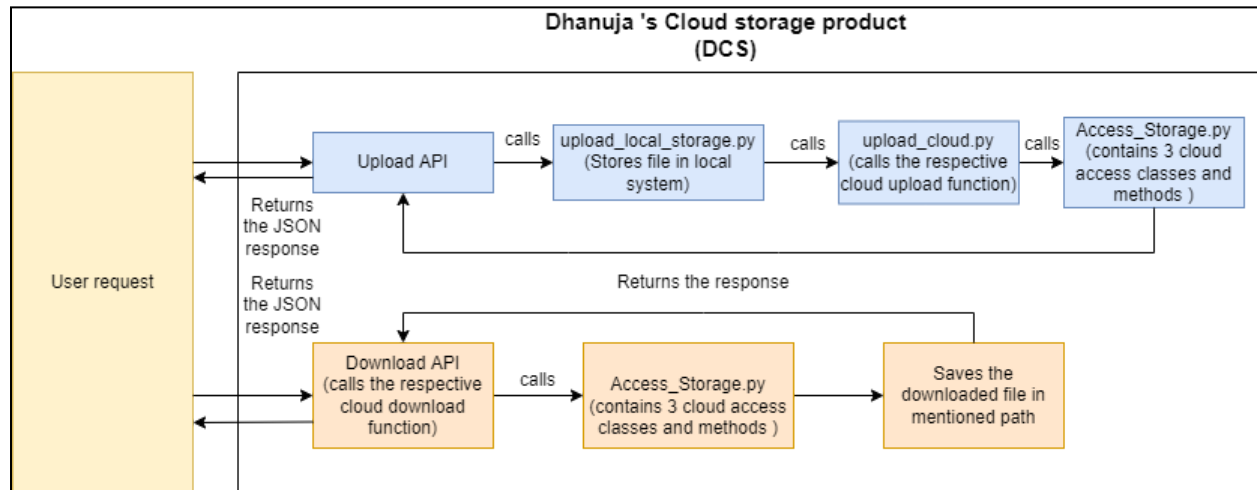 Dhanuja 's Cloud storage product
(DCS)
User request
Upload API
calls
upload_local_storage.py
(Stores file in local
system)
calls
upload_cloud.py
(calls the respective
cloud upload function)
calls
Access_Storage.py
(contains 3 cloud
access classes and
methods )
Returns
the JSON
response
Returns
the JSON
response
Returns the response
Download API
(calls the respective
cloud download
function)
calls
Access_Storage.py
(contains 3 cloud access
classes and methods )
Saves the
downloaded file in
mentioned path